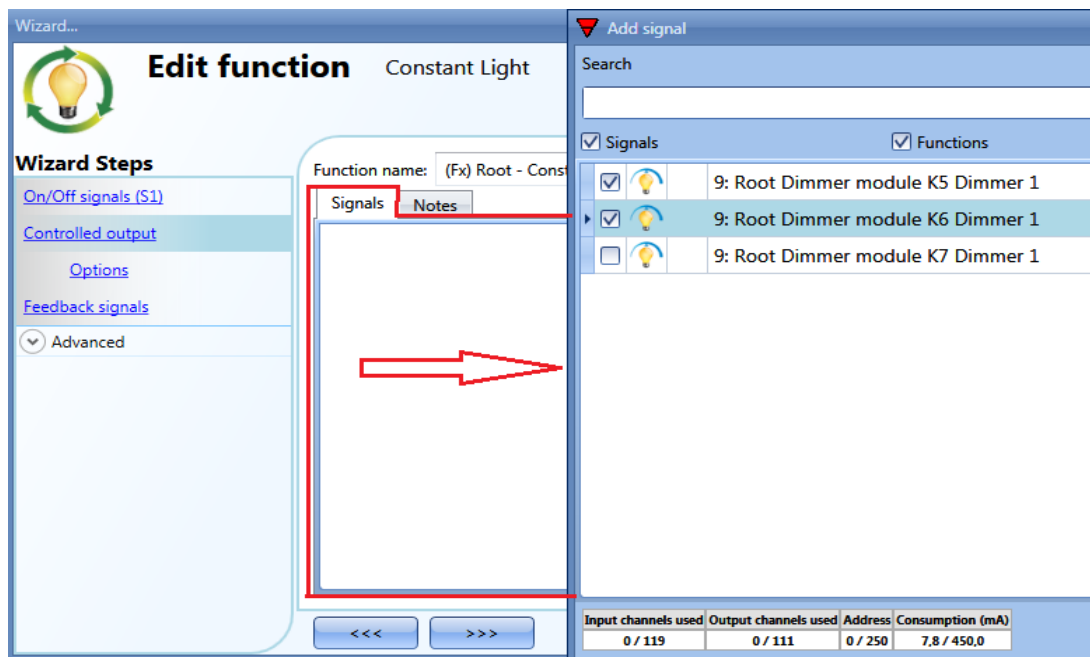 Wizard...
Edit function Constant Light
Wizard Steps
On/Off signals (S1)
Controlled output
Options
Feedback signals
Advanced
Function name: (Fx) Root - Const
Signals Notes
<<< >>>
Add signal
Search
Signals Functions
9: Root Dimmer module K5 Dimmer 1
9: Root Dimmer module K6 Dimmer 1
9: Root Dimmer module K7 Dimmer 1
Input channels used Output channels used Address Consumption (mA)
0 / 119 0 / 111 0 / 250 7,8 / 450,0